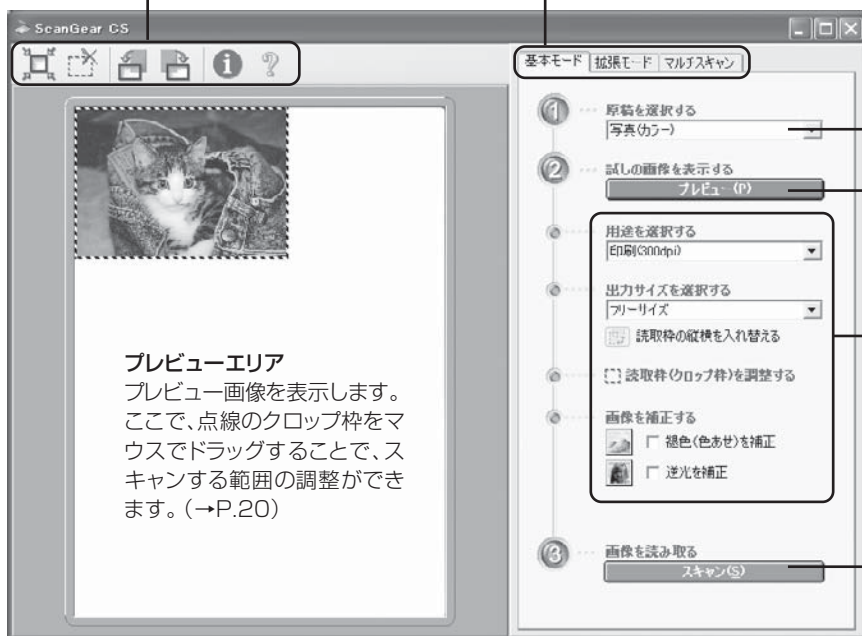 ScanGear CS
基本モード
拡張モード
マルチスキャン
① 原稿を選択する
写真(カラー)
② 試しの画像を表示する
プレビュー(P)
用途を選択する
印刷(300dpi)
出力サイズを選択する
フリーサイズ
読取枠の縦横を入れ替える
読取枠(クロップ枠)を調整する
画像を補正する
褪色(色あせ)を補正
逆光を補正
③ 画像を読み取る
スキャン(S)
プレビューエリア
プレビュー画像を表示します。
ここで、点線のクロップ枠をマ
ウスでドラッグすることで、ス
キャンする範囲の調整ができ
ます。(→P.20)